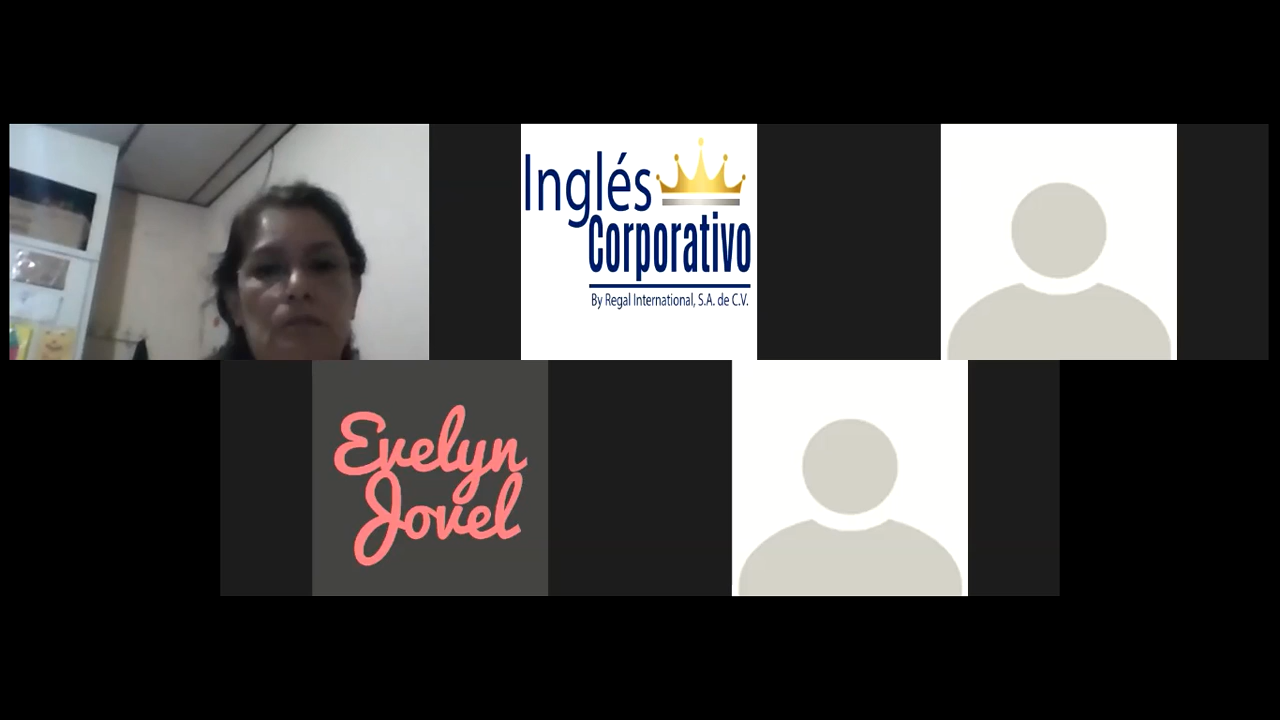 Inglés
Corporativo
By Regal International, S.A. de C.V.
Evelyn
Jovel